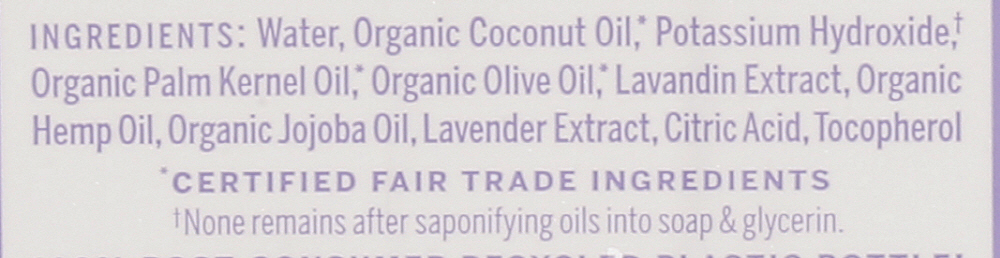 INGREDIENTS: Water, Organic Coconut Oil,* Potassium Hydroxide,†
Organic Palm Kernel Oil,* Organic Olive Oil,* Lavandin Extract, Organic
Hemp Oil, Organic Jojoba Oil, Lavender Extract, Citric Acid, Tocopherol
*CERTIFIED FAIR TRADE INGREDIENTS
†None remains after saponifying oils into soap & glycerin.